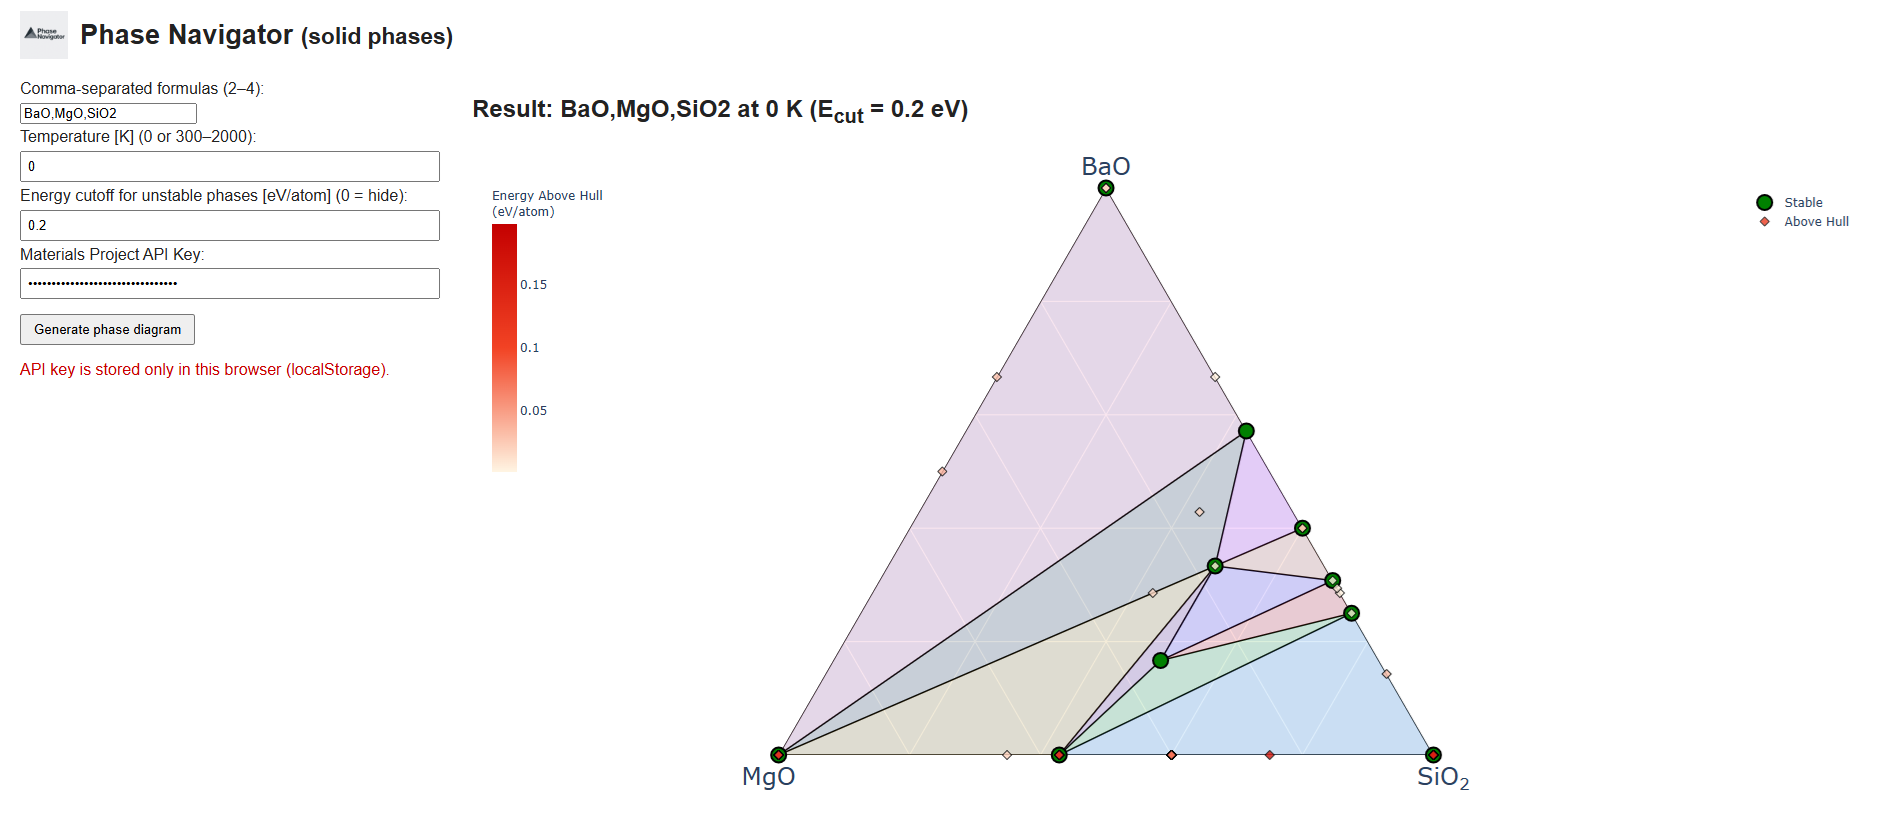 Phase
Navigator
Phase Navigator (solid phases)
Comma-separated formulas (2–4):
BaO,MgO,SiO2
Temperature [K] (0 or 300–2000):
0
Energy cutoff for unstable phases [eV/atom] (0 = hide):
0.2
Materials Project API Key:
••••••••••••••••••••••••••••••••
Generate phase diagram
API key is stored only in this browser (localStorage).
Result: BaO,MgO,SiO2 at 0 K (Ecut = 0.2 eV)
Energy Above Hull
(eV/atom)
0.15
0.1
0.05
BaO
MgO
SiO2
Stable
Above Hull